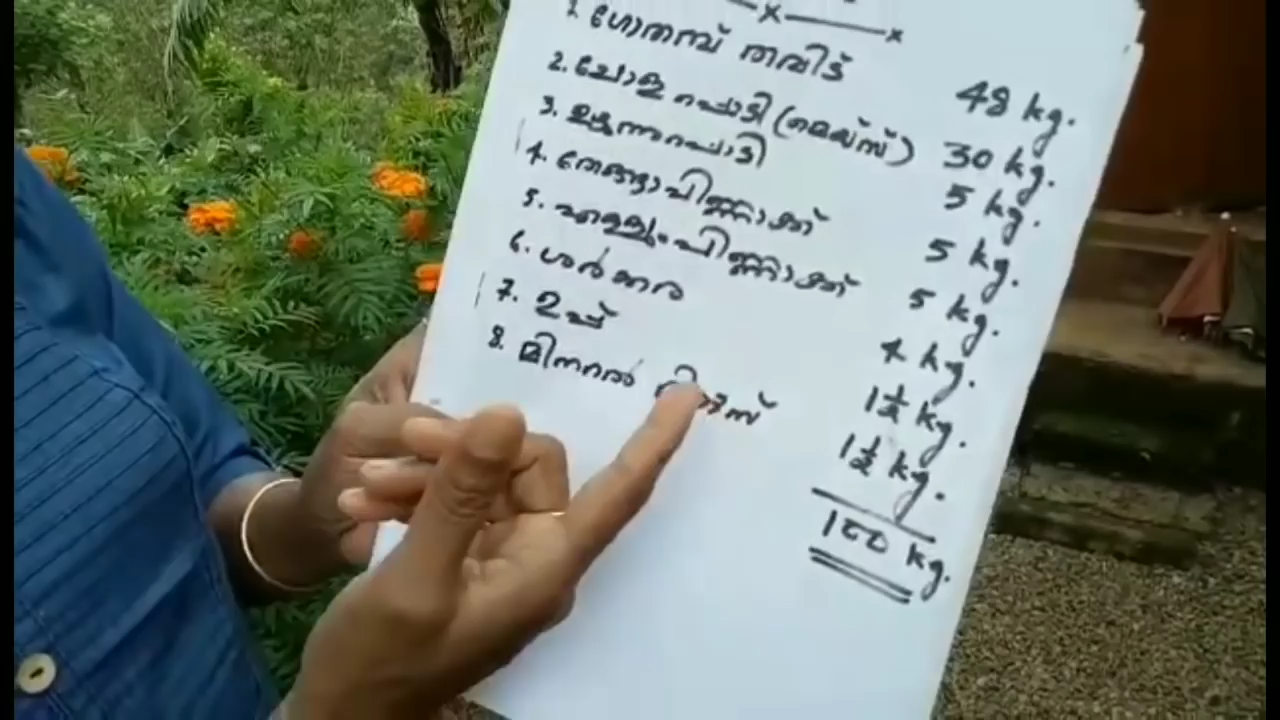 x x
1. ഗോതമ്പ് തവിട് 48 kg.
2. ചോള പൊടി (മെയ്സ്) 30 kg.
3. ഉഴുന്നുപൊടി 5 kg.
4. തേങ്ങാപിണ്ണാക്ക് 5 kg.
5. എള്ളുംപിണ്ണാക്ക് 5 kg.
6. ശർക്കര 4 kg.
7. ഉപ്പ് 1½ kg.
8. മിനറൽ 1½ kg.
100 kg.